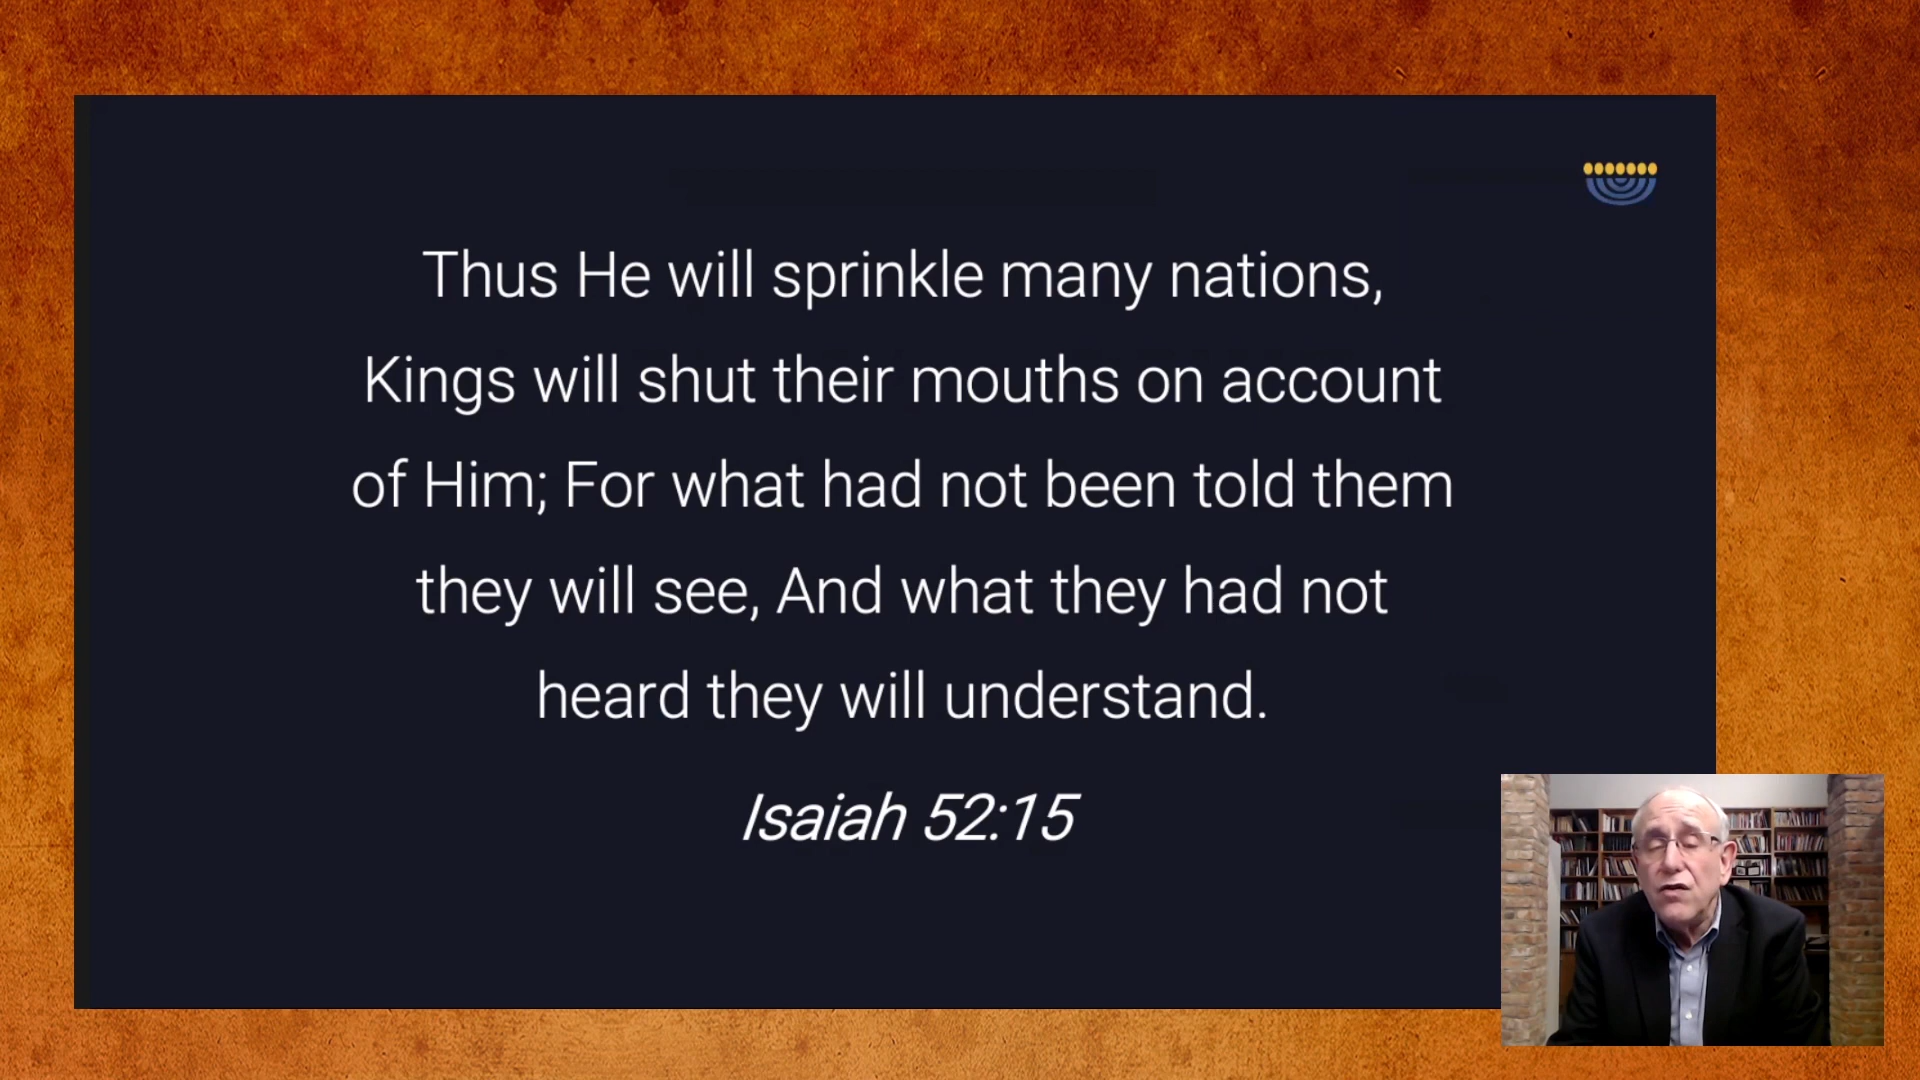 Thus He will sprinkle many nations,
Kings will shut their mouths on account
of Him; For what had not been told them
they will see, And what they had not
heard they will understand.
Isaiah 52:15